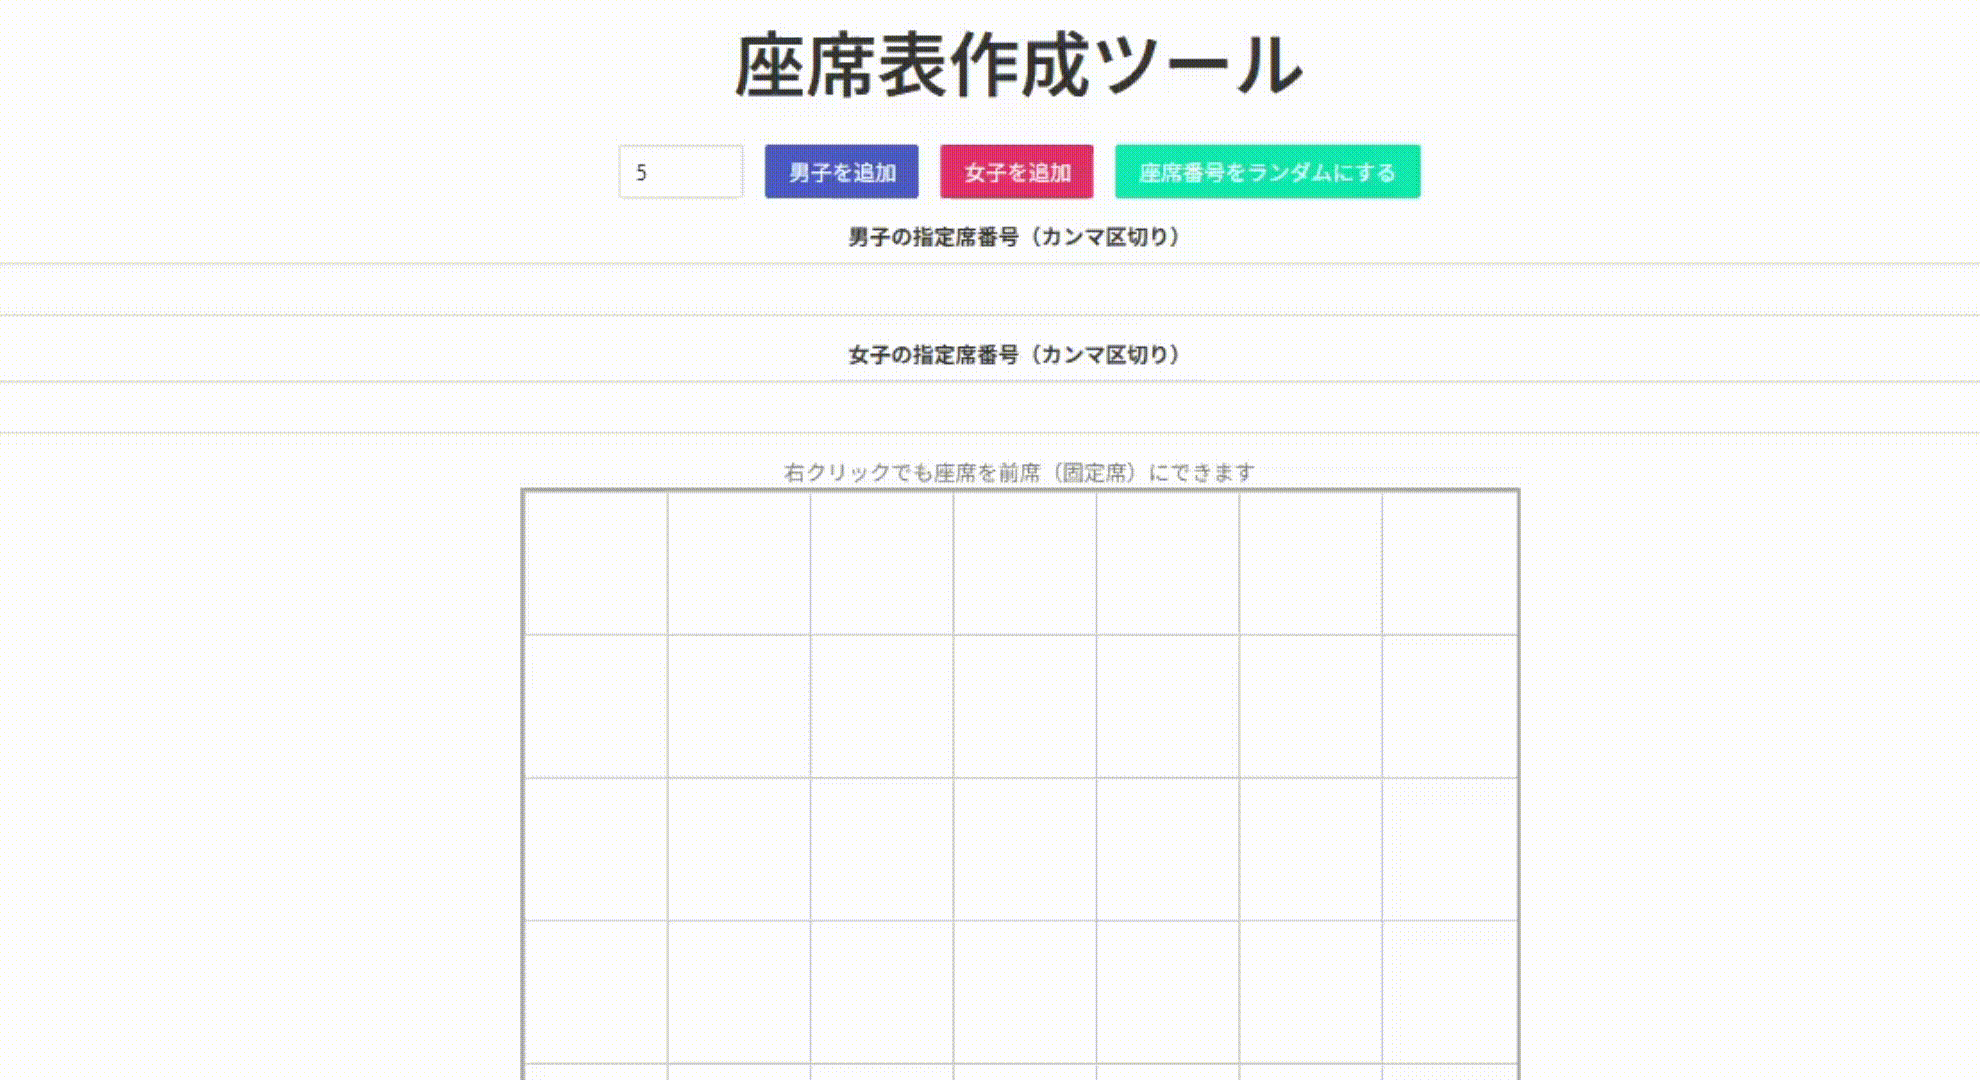 座席表作成ツール
5 男子を追加 女子を追加 座席番号をランダムにする
男子の指定席番号（カンマ区切り）
女子の指定席番号（カンマ区切り）
右クリックでも座席を前席（固定席）にできます